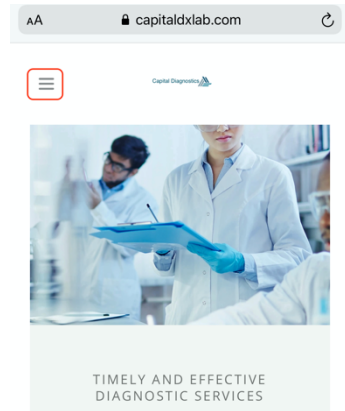 AA capitaldxlab.com
Capital Diagnostics
TIMELY AND EFFECTIVE
DIAGNOSTIC SERVICES